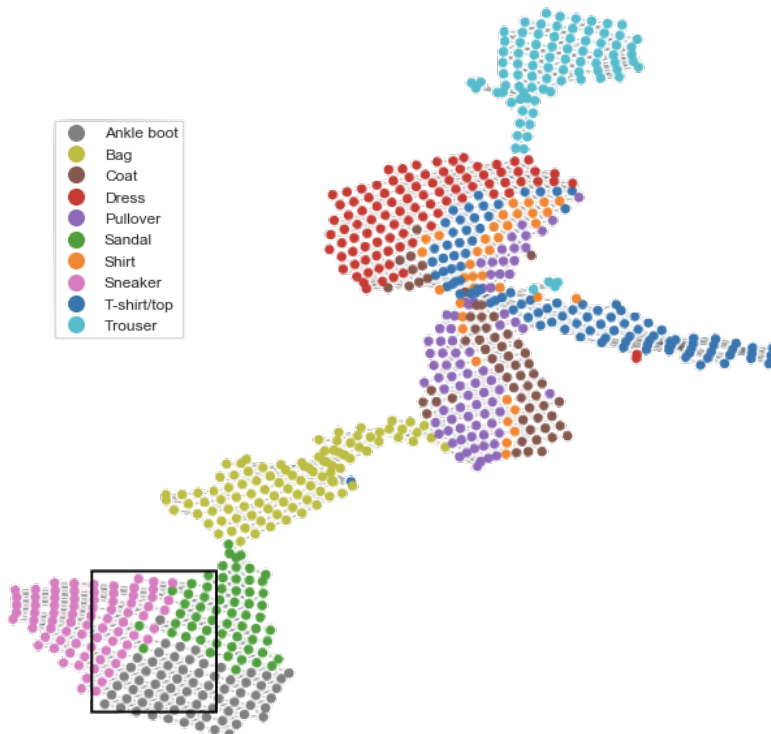 Ankle boot
Bag
Coat
Dress
Pullover
Sandal
Shirt
Sneaker
T-shirt/top
Trouser